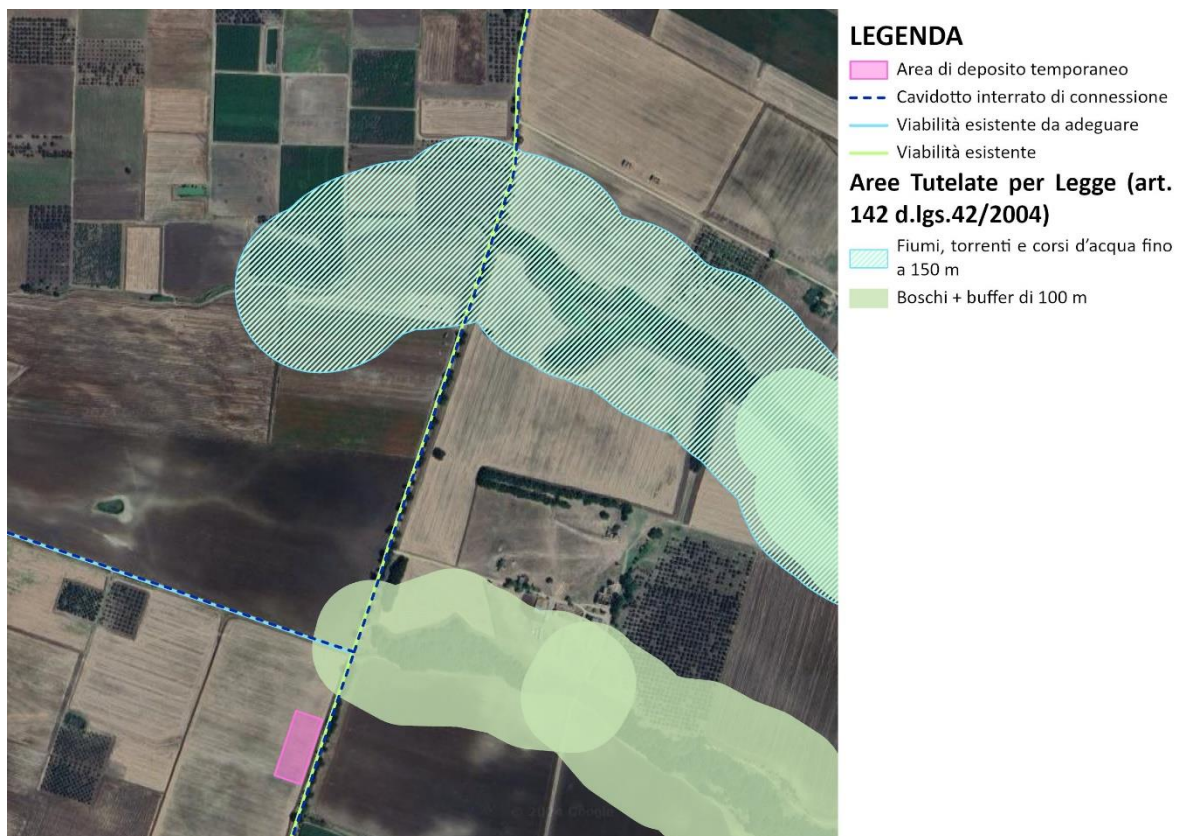 LEGENDA
Area di deposito temporaneo
Cavidotto interrato di connessione
Viabilità esistente da adeguare
Viabilità esistente
Aree Tutelate per Legge (art.
142 d.lgs.42/2004)
Fiumi, torrenti e corsi d'acqua fino
a 150 m
Boschi + buffer di 100 m